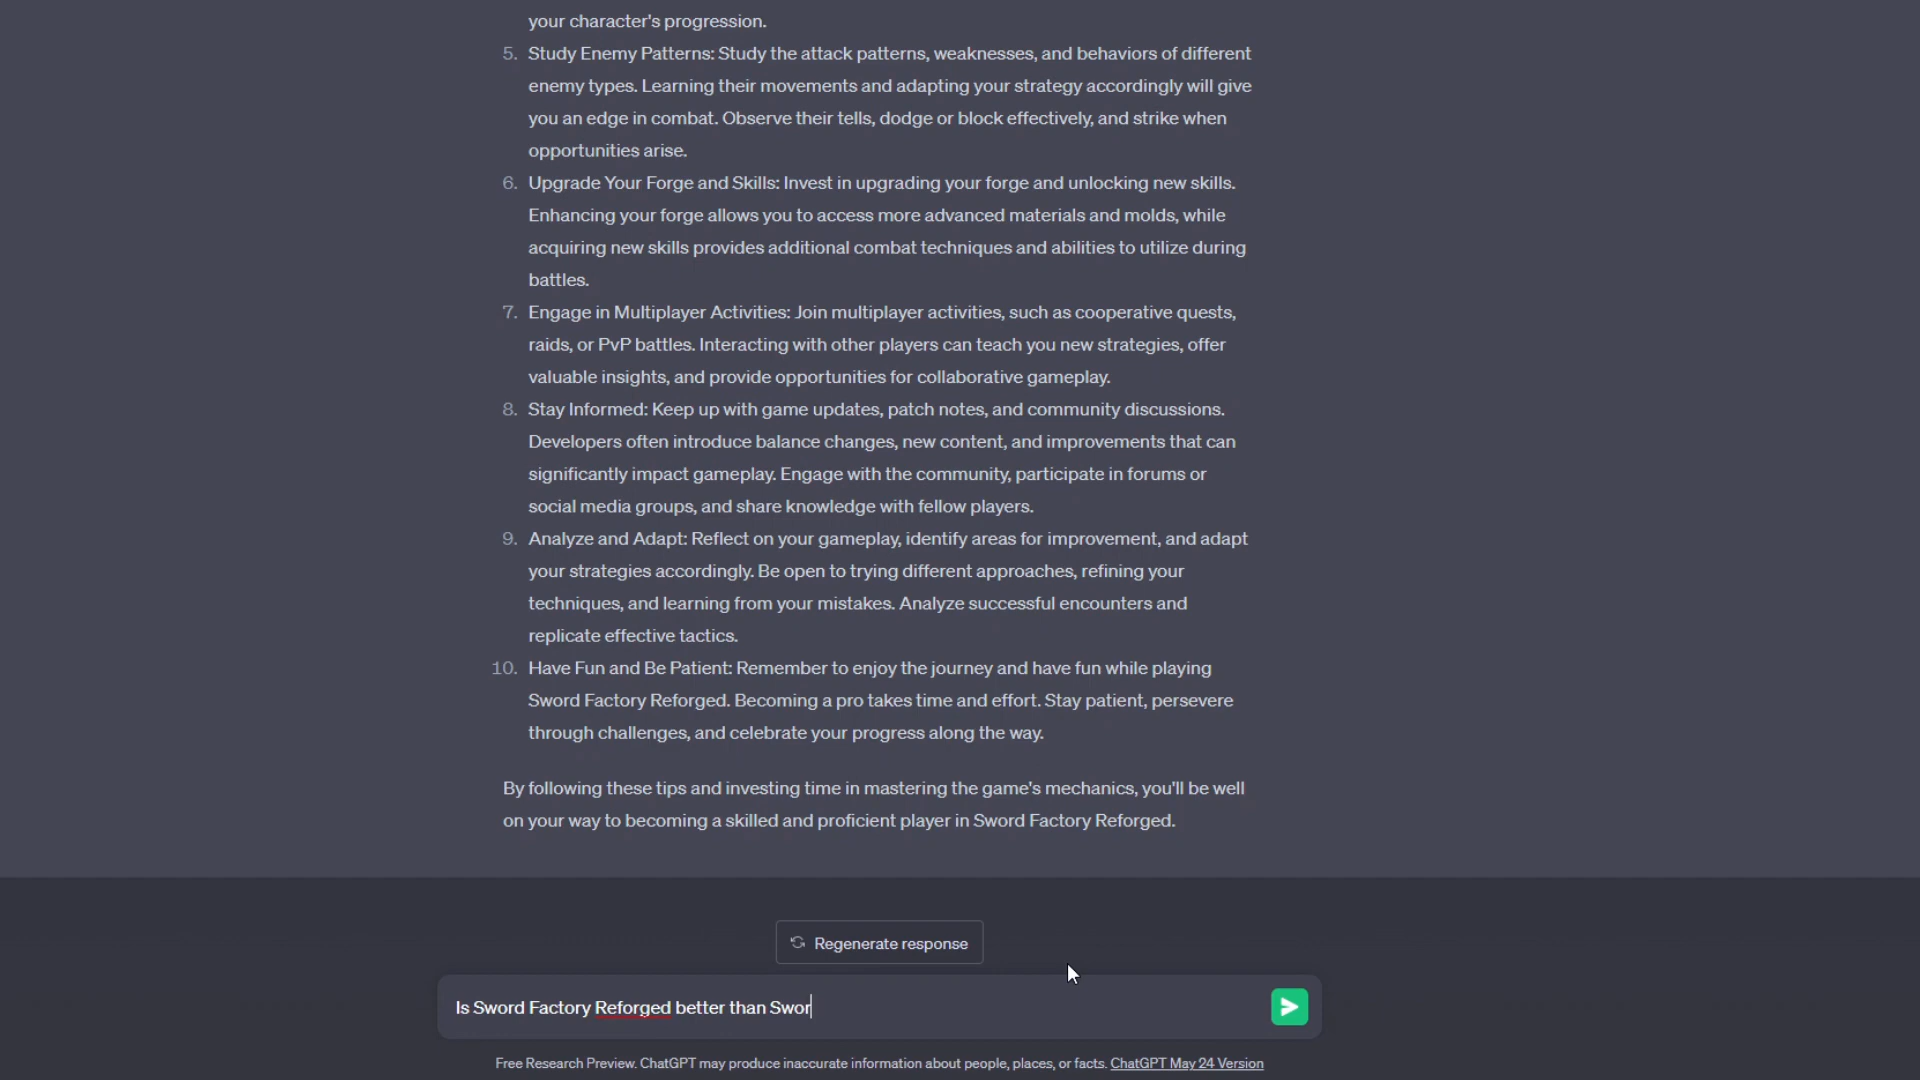 your character's progression.
5. Study Enemy Patterns: Study the attack patterns, weaknesses, and behaviors of different
enemy types. Learning their movements and adapting your strategy accordingly will give
you an edge in combat. Observe their tells, dodge or block effectively, and strike when
opportunities arise.
6. Upgrade Your Forge and Skills: Invest in upgrading your forge and unlocking new skills.
Enhancing your forge allows you to access more advanced materials and molds, while
acquiring new skills provides additional combat techniques and abilities to utilize during
battles.
7. Engage in Multiplayer Activities: Join multiplayer activities, such as cooperative quests,
raids, or PvP battles. Interacting with other players can teach you new strategies, offer
valuable insights, and provide opportunities for collaborative gameplay.
8. Stay Informed: Keep up with game updates, patch notes, and community discussions.
Developers often introduce balance changes, new content, and improvements that can
significantly impact gameplay. Engage with the community, participate in forums or
social media groups, and share knowledge with fellow players.
9. Analyze and Adapt: Reflect on your gameplay, identify areas for improvement, and adapt
your strategies accordingly. Be open to trying different approaches, refining your
techniques, and learning from your mistakes. Analyze successful encounters and
replicate effective tactics.
10. Have Fun and Be Patient: Remember to enjoy the journey and have fun while playing
Sword Factory Reforged. Becoming a pro takes time and effort. Stay patient, persevere
through challenges, and celebrate your progress along the way.
By following these tips and investing time in mastering the game's mechanics, you'll be well
on your way to becoming a skilled and proficient player in Sword Factory Reforged.
Regenerate response
Is Sword Factory Reforged better than Swor
Free Research Preview. ChatGPT may produce inaccurate information about people, places, or facts. ChatGPT May 24 Version